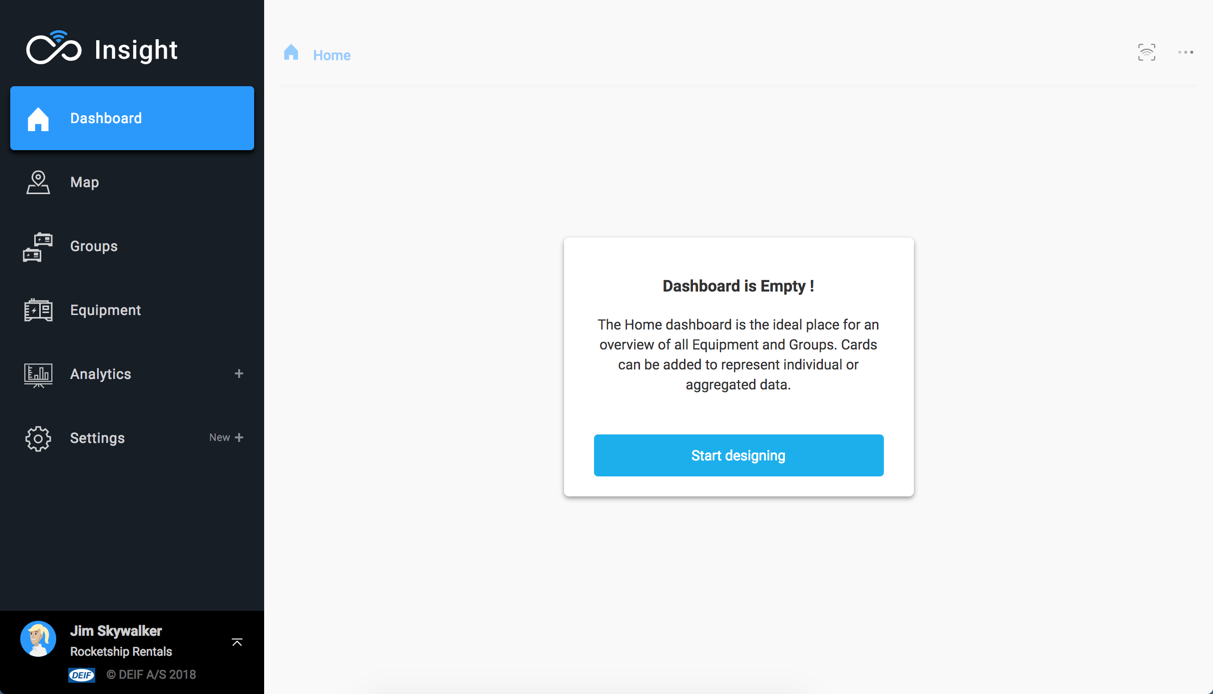 Insight
Dashboard
Map
Groups
Equipment
Analytics +
Settings New +
Jim Skywalker
Rocketship Rentals
DEIF © DEIF A/S 2018
Home
Dashboard is Empty !
The Home dashboard is the ideal place for an
overview of all Equipment and Groups. Cards
can be added to represent individual or
aggregated data.
Start designing